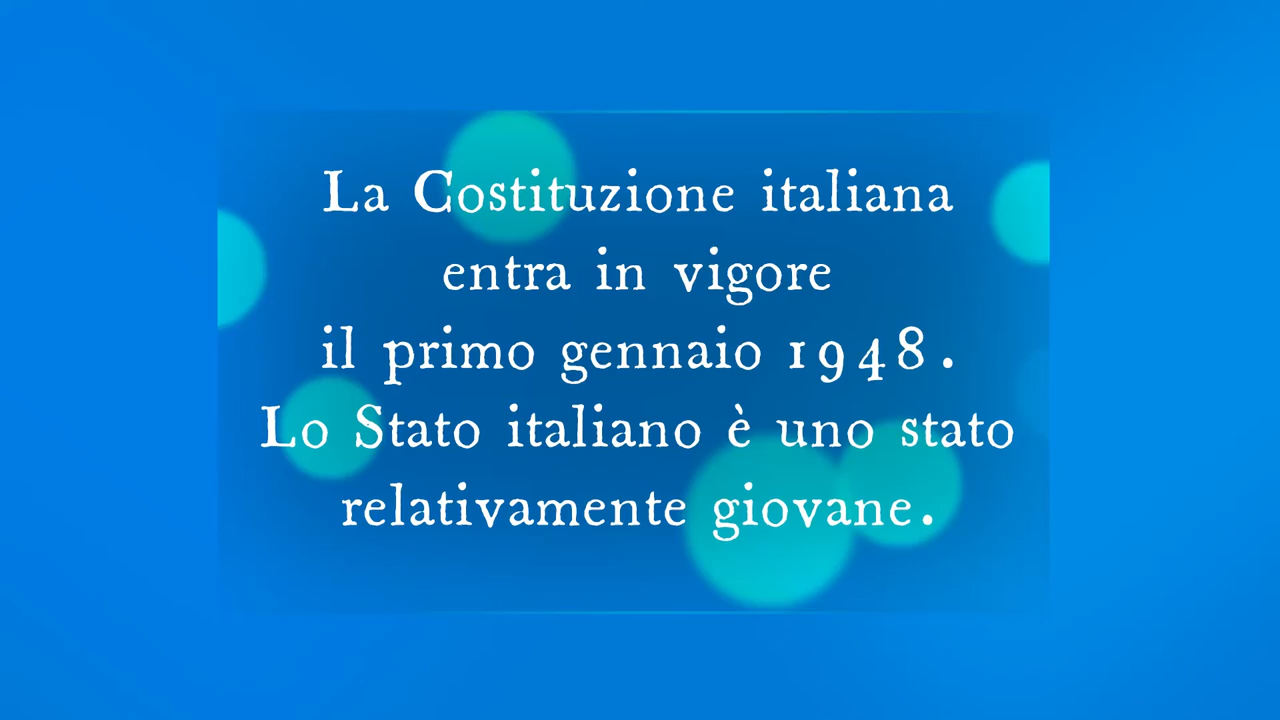 La Costituzione italiana
entra in vigore
il primo gennaio 1948.
Lo Stato italiano è uno stato
relativamente giovane.